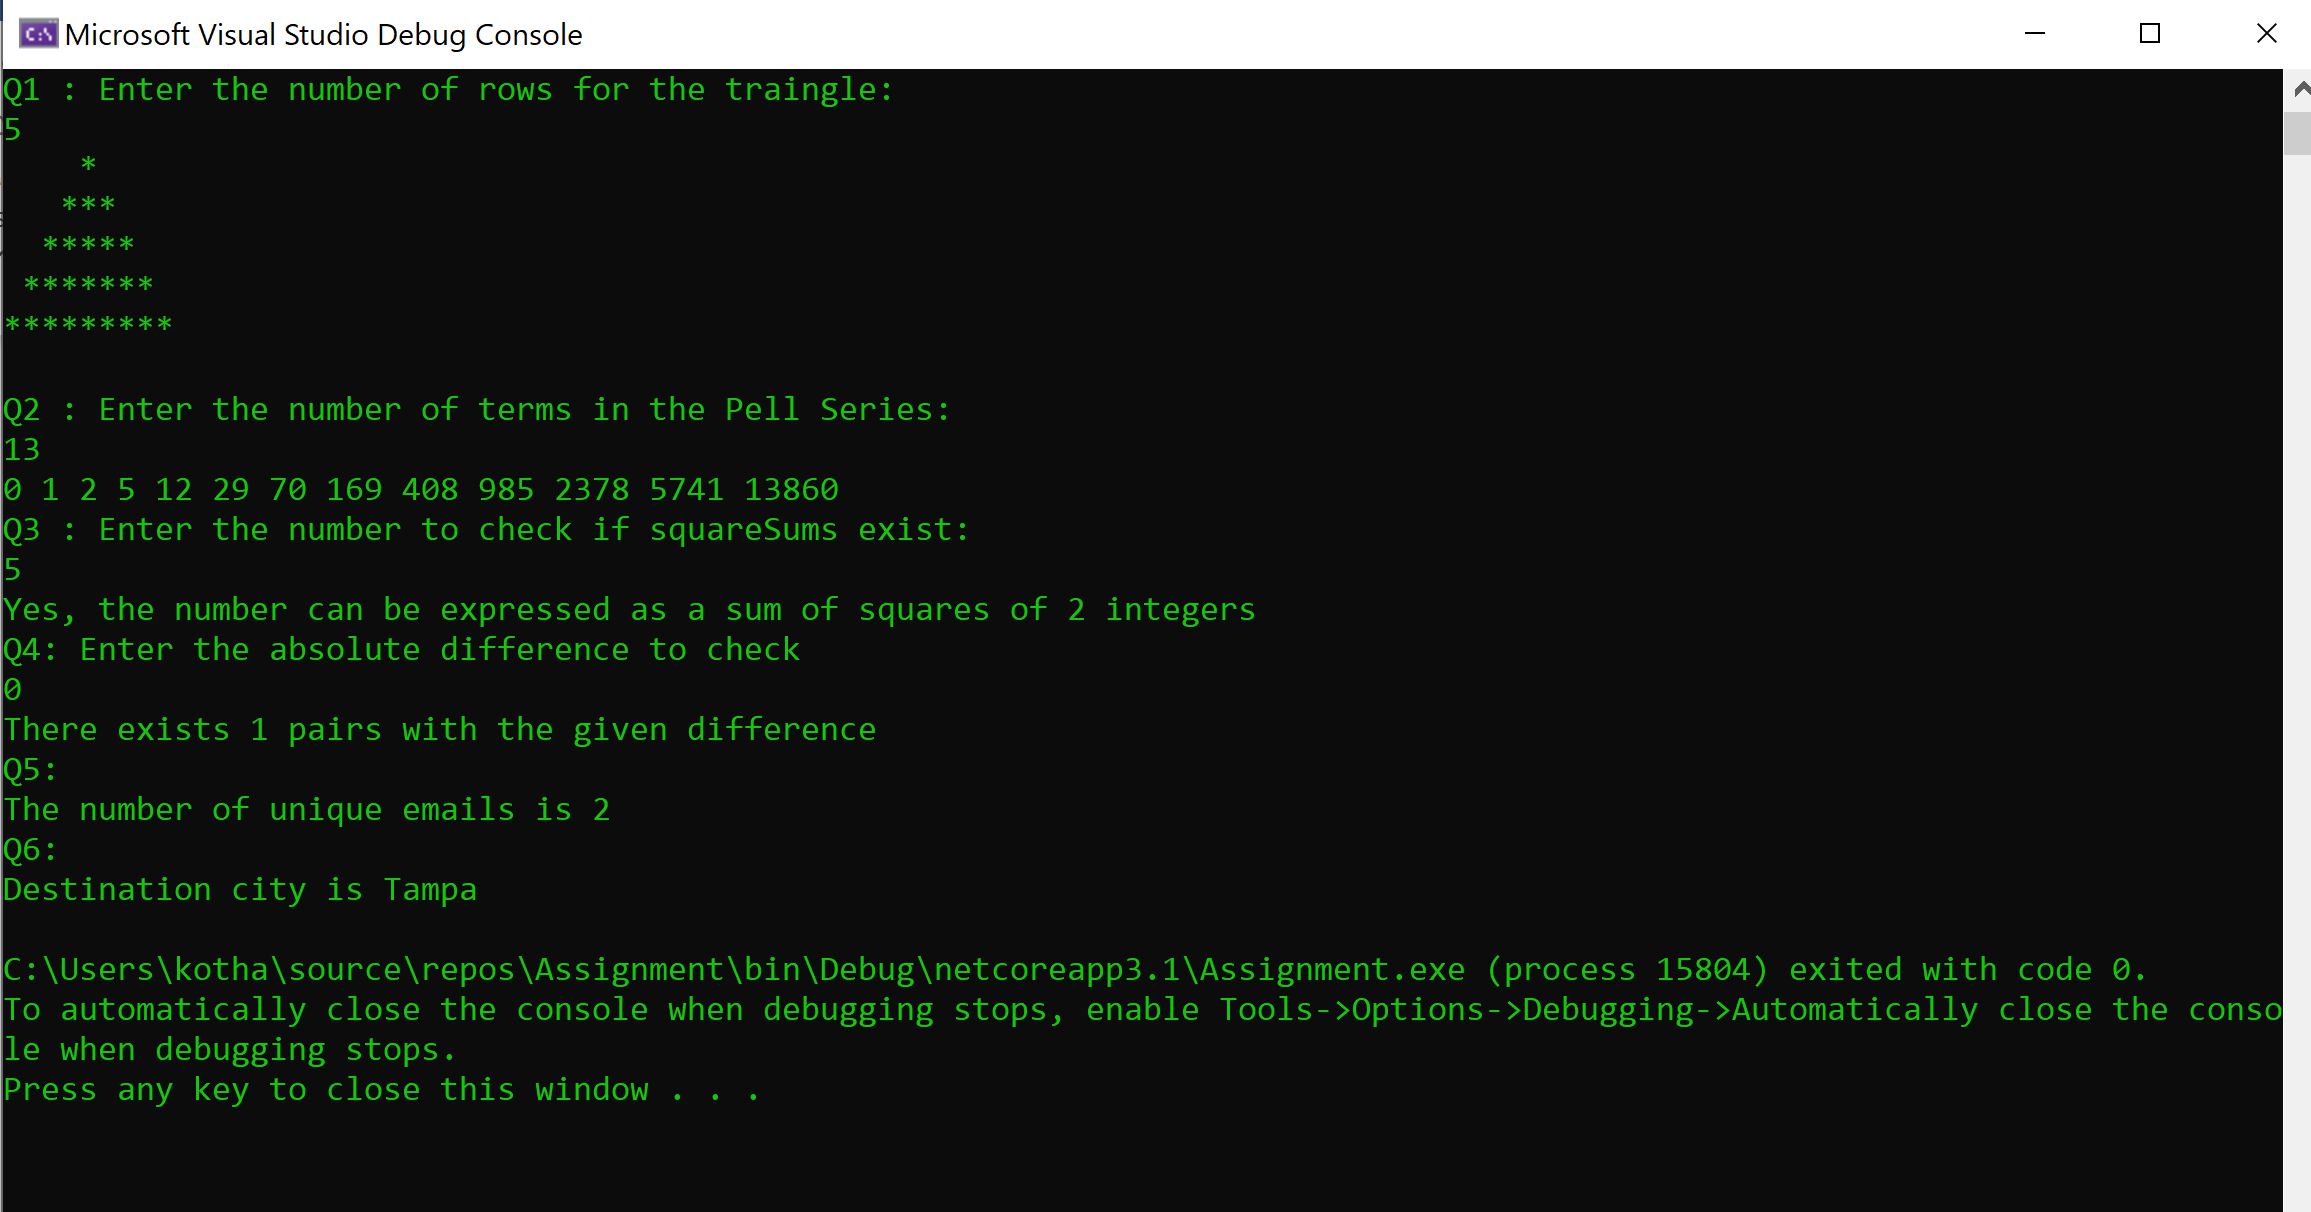 C:\ Microsoft Visual Studio Debug Console
Q1 : Enter the number of rows for the traingle:
5
    *
   ***
  *****
 *******
*********
Q2 : Enter the number of terms in the Pell Series:
13
0 1 2 5 12 29 70 169 408 985 2378 5741 13860
Q3 : Enter the number to check if squareSums exist:
5
Yes, the number can be expressed as a sum of squares of 2 integers
Q4: Enter the absolute difference to check
0
There exists 1 pairs with the given difference
Q5:
The number of unique emails is 2
Q6:
Destination city is Tampa
C:\Users\kotha\source\repos\Assignment\bin\Debug\netcoreapp3.1\Assignment.exe (process 15804) exited with code 0.
To automatically close the console when debugging stops, enable Tools->Options->Debugging->Automatically close the conso
le when debugging stops.
Press any key to close this window . . .